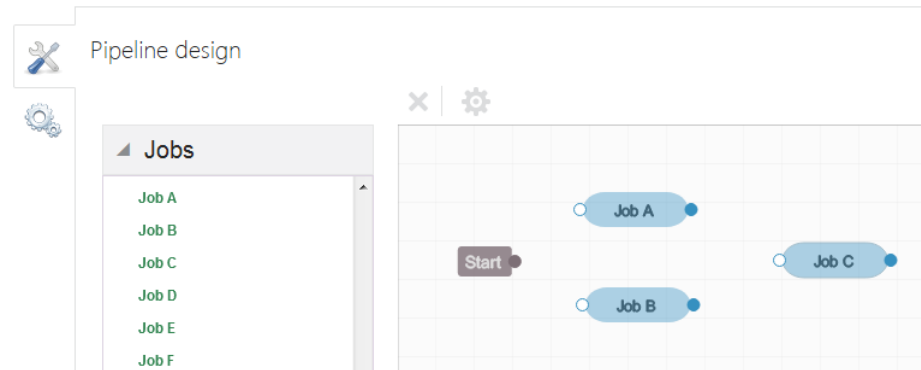 Pipeline design
Jobs
Job A
Job B
Job C
Job D
Job E
Job F
Job A
Start
Job C
Job B